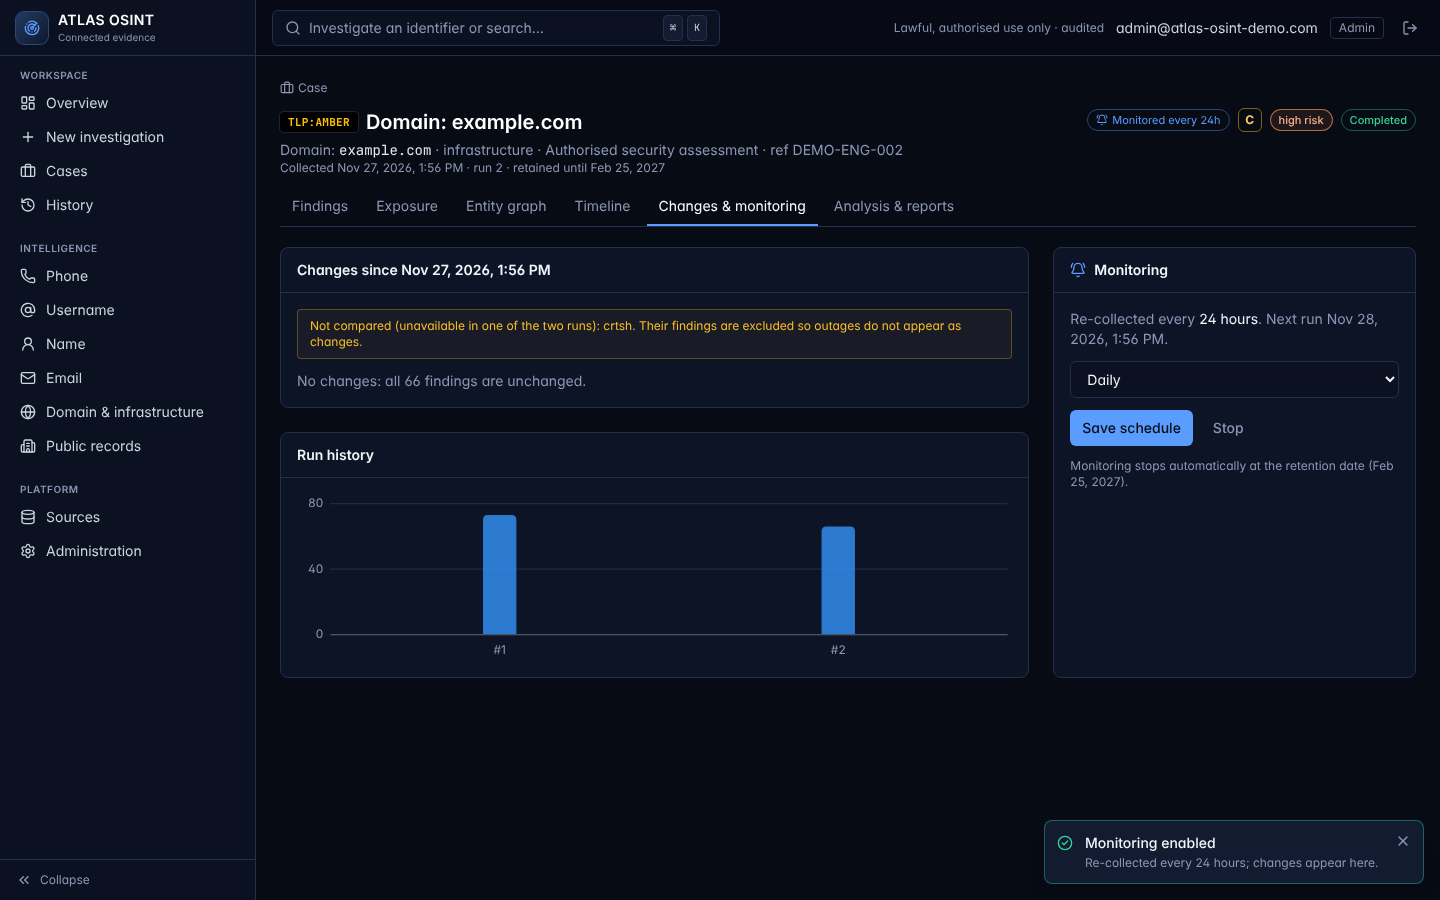 ATLAS OSINT
Connected evidence
Investigate an identifier or search...
⌘ K
Lawful, authorised use only · audited
admin@atlas-osint-demo.com
Admin
WORKSPACE
Overview
New investigation
Cases
History
INTELLIGENCE
Phone
Username
Name
Email
Domain & infrastructure
Public records
PLATFORM
Sources
Administration
Collapse
Case
TLP:AMBER
Domain: example.com
Monitored every 24h
C
high risk
Completed
Domain: example.com · infrastructure · Authorised security assessment · ref DEMO-ENG-002
Collected Nov 27, 2026, 1:56 PM · run 2 · retained until Feb 25, 2027
Findings
Exposure
Entity graph
Timeline
Changes & monitoring
Analysis & reports
Changes since Nov 27, 2026, 1:56 PM
Not compared (unavailable in one of the two runs): crtsh. Their findings are excluded so outages do not appear as
changes.
No changes: all 66 findings are unchanged.
Run history
80
40
0
#1
#2
Monitoring
Re-collected every 24 hours. Next run Nov 28,
2026, 1:56 PM.
Daily
Save schedule
Stop
Monitoring stops automatically at the retention date (Feb
25, 2027).
Monitoring enabled
Re-collected every 24 hours; changes appear here.